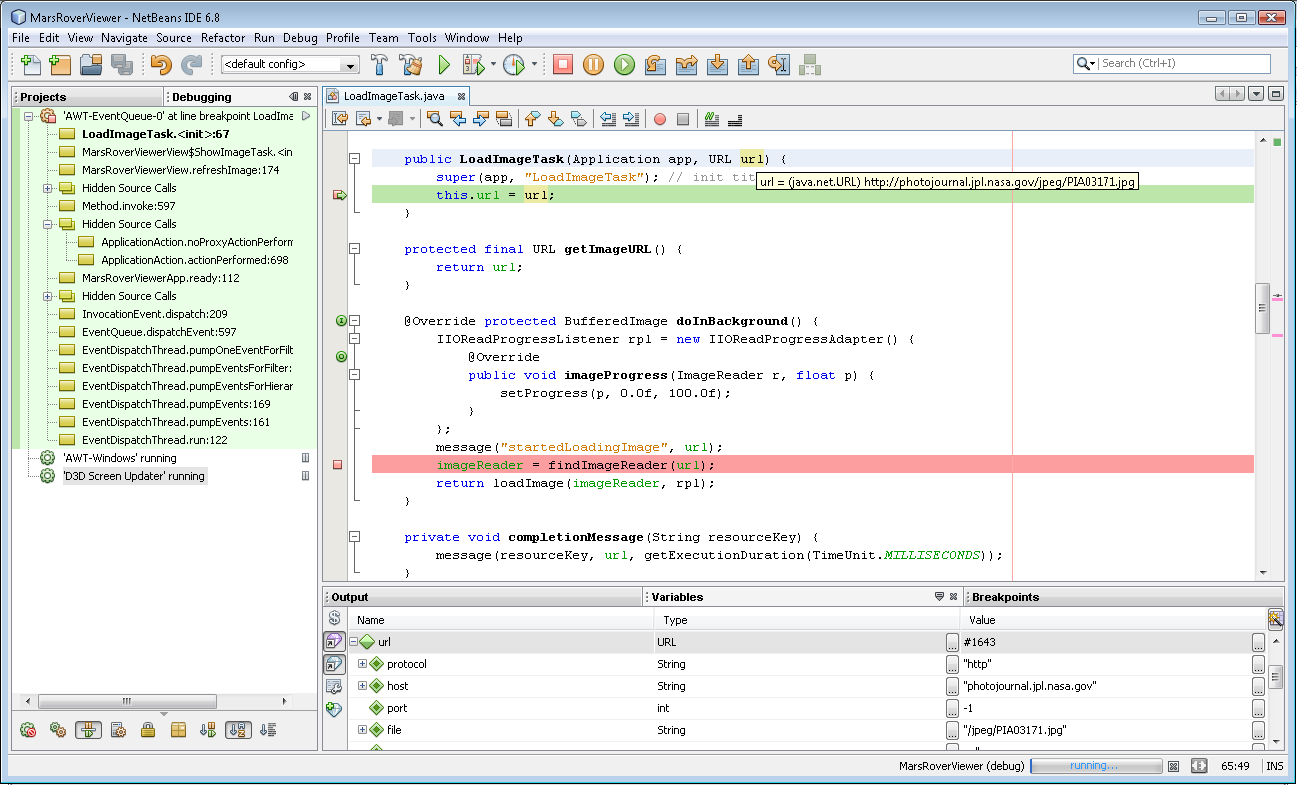 MarsRoverViewer - NetBeans IDE 6.8
File Edit View Navigate Source Refactor Run Debug Profile Team Tools Window Help
<default config>
Search (Ctrl+I)
Projects
Debugging
'AWT-EventQueue-0' at line breakpoint LoadIma
LoadImageTask.<init>:67
MarsRoverViewerView$ShowImageTask.<in
MarsRoverViewerView.refreshImage:174
Hidden Source Calls
Method.invoke:597
Hidden Source Calls
ApplicationAction.noProxyActionPerform
ApplicationAction.actionPerformed:698
MarsRoverViewerApp.ready:112
Hidden Source Calls
InvocationEvent.dispatch:209
EventQueue.dispatchEvent:597
EventDispatchThread.pumpOneEventForFilt
EventDispatchThread.pumpEventsForFilter:
EventDispatchThread.pumpEventsForHierar
EventDispatchThread.pumpEvents:169
EventDispatchThread.pumpEvents:161
EventDispatchThread.run:122
'AWT-Windows' running
'D3D Screen Updater' running
LoadImageTask.java
public LoadImageTask(Application app, URL url) {
super(app, "LoadImageTask"); // init tit
url = (java.net.URL) http://photojournal.jpl.nasa.gov/jpeg/PIA03171.jpg
this.url = url;
}
protected final URL getImageURL() {
return url;
}
@Override protected BufferedImage doInBackground() {
IIOReadProgressListener rpl = new IIOReadProgressAdapter() {
@Override
public void imageProgress(ImageReader r, float p) {
setProgress(p, 0.0f, 100.0f);
}
};
message("startedLoadingImage", url);
imageReader = findImageReader(url);
return loadImage(imageReader, rpl);
}
private void completionMessage(String resourceKey) {
message(resourceKey, url, getExecutionDuration(TimeUnit.MILLISECONDS));
}
Output
Variables
Breakpoints
Name Type Value
url URL ... #1643 ...
protocol String ... "http" ...
host String ... "photojournal.jpl.nasa.gov" ...
port int ... -1 ...
file String ... "/jpeg/PIA03171.jpg" ...
MarsRoverViewer (debug) running... 65:49 INS